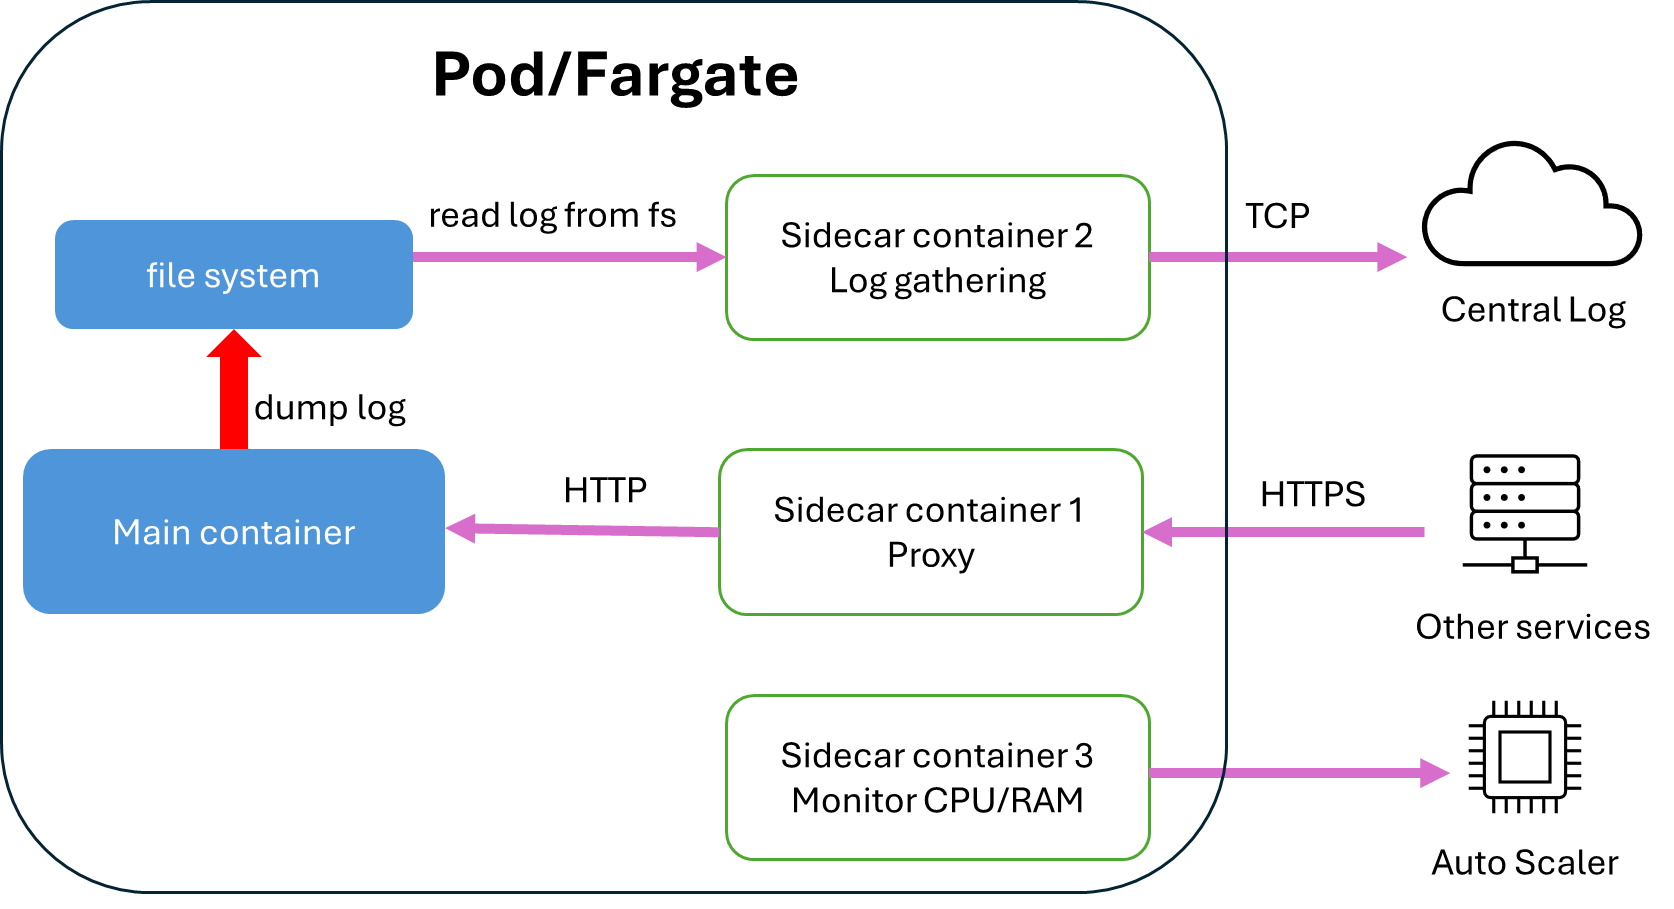 Pod/Fargate
read log from fs
TCP
Sidecar container 2
Log gathering
file system
Central Log
dump log
HTTP
HTTPS
Sidecar container 1
Proxy
Main container
Other services
Sidecar container 3
Monitor CPU/RAM
Auto Scaler